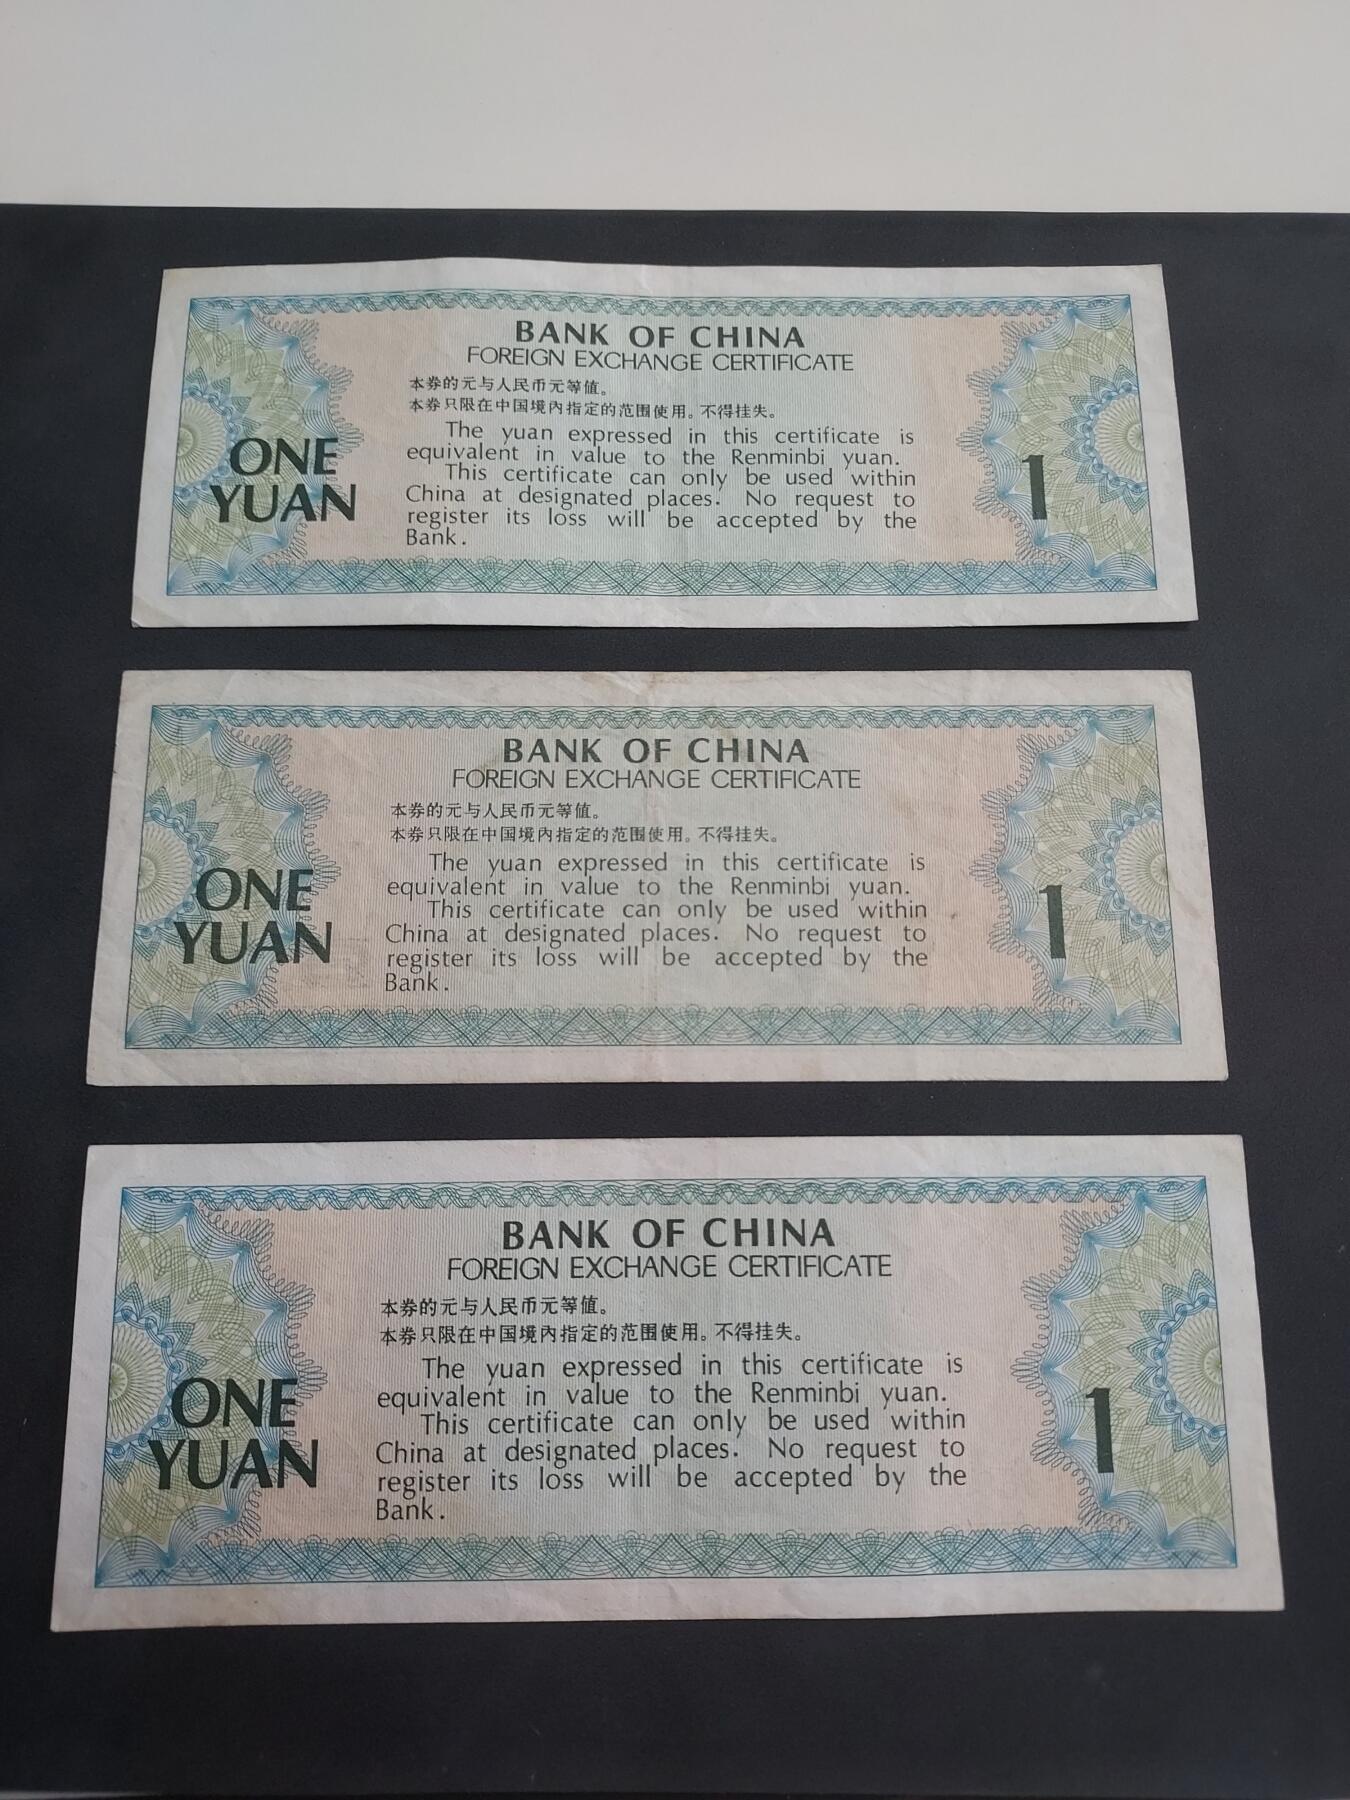 BANK OF CHINA
FOREIGN EXCHANGE CERTIFICATE
本券的元与人民币元等值。
本券只限在中国境内指定的范围使用。不得挂失。
The yuan expressed in this certificate is
equivalent in value to the Renminbi yuan.
This certificate can only be used within
China at designated places. No request to
register its loss will be accepted by the
Bank.
ONE
YUAN
1
BANK OF CHINA
FOREIGN EXCHANGE CERTIFICATE
本券的元与人民币元等值。
本券只限在中国境内指定的范围使用。不得挂失。
The yuan expressed in this certificate is
equivalent in value to the Renminbi yuan.
This certificate can only be used within
China at designated places. No request to
register its loss will be accepted by the
Bank.
ONE
YUAN
1
BANK OF CHINA
FOREIGN EXCHANGE CERTIFICATE
本券的元与人民币元等值。
本券只限在中国境内指定的范围使用。不得挂失。
The yuan expressed in this certificate is
equivalent in value to the Renminbi yuan.
This certificate can only be used within
China at designated places. No request to
register its loss will be accepted by the
Bank.
ONE
YUAN
1